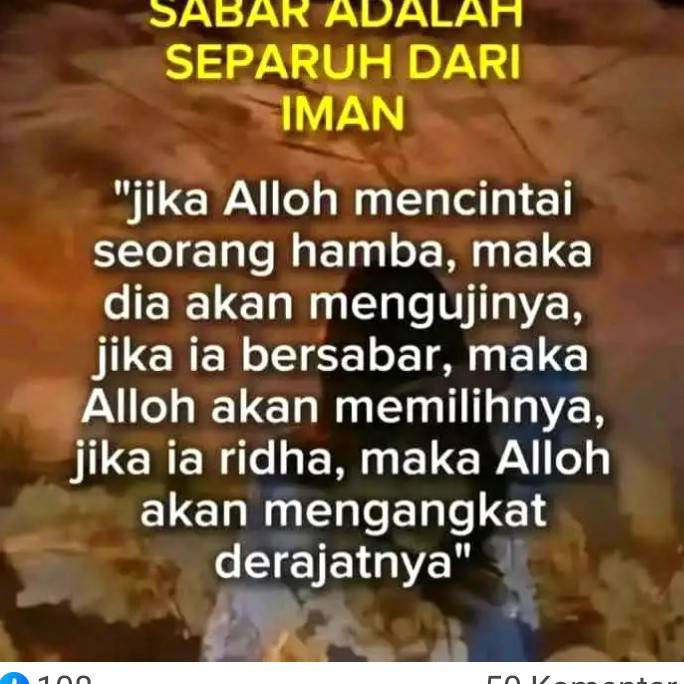 SABAR ADALAH
SEPARUH DARI
IMAN
"jika Alloh mencintai
seorang hamba, maka
dia akan mengujinya,
jika ia bersabar, maka
Alloh akan memilihnya,
jika ia ridha, maka Alloh
akan mengangkat
derajatnya"